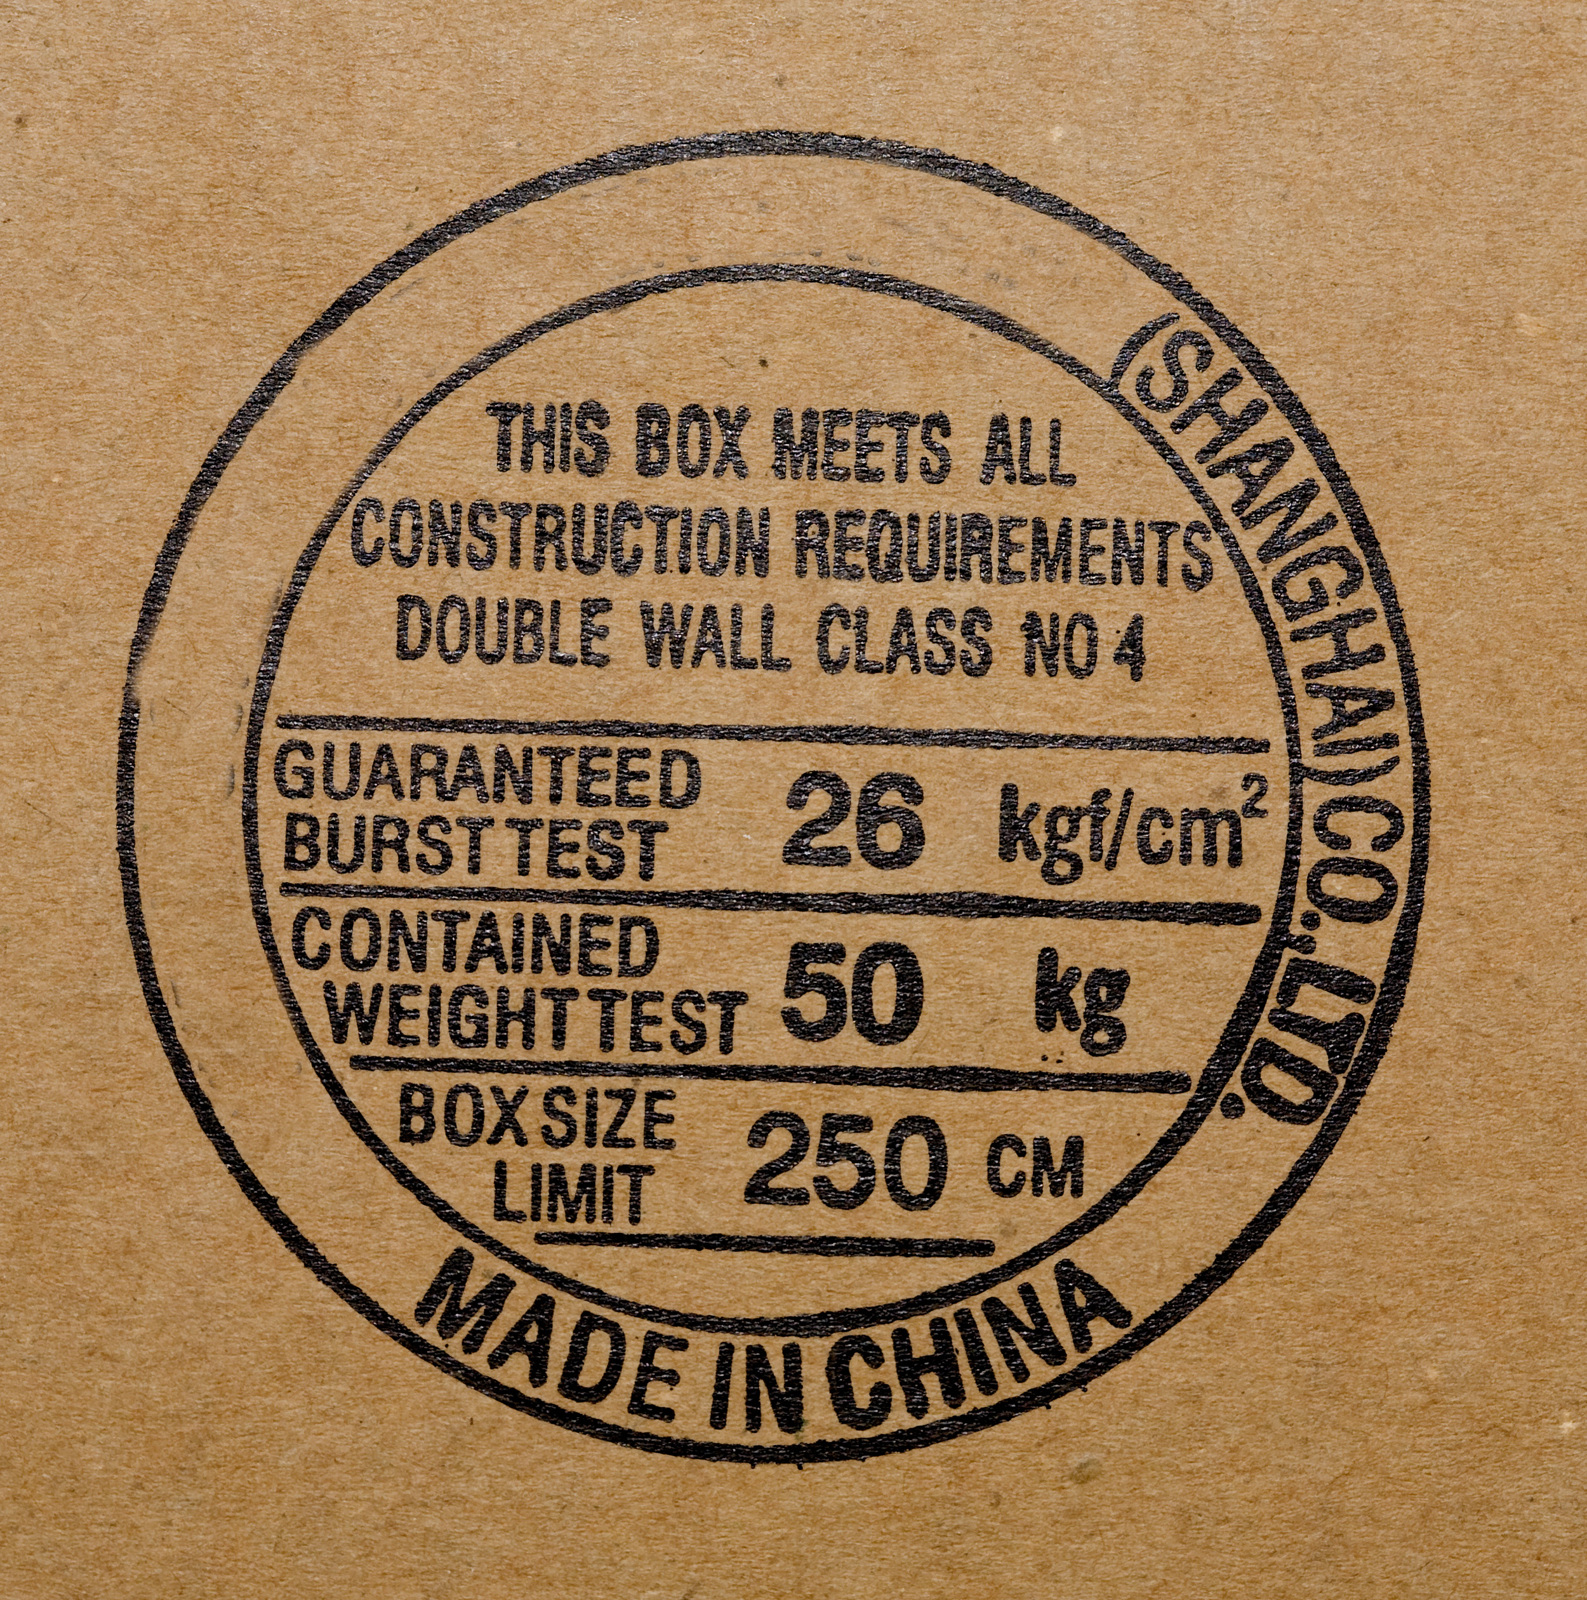 (SHANGHAI) CO.,LTD.
THIS BOX MEETS ALL
CONSTRUCTION REQUIREMENTS
DOUBLE WALL CLASS NO 4
GUARANTEED
BURST TEST 26 kgf/cm²
CONTAINED
WEIGHT TEST 50 kg
BOX SIZE
LIMIT 250 CM
MADE IN CHINA